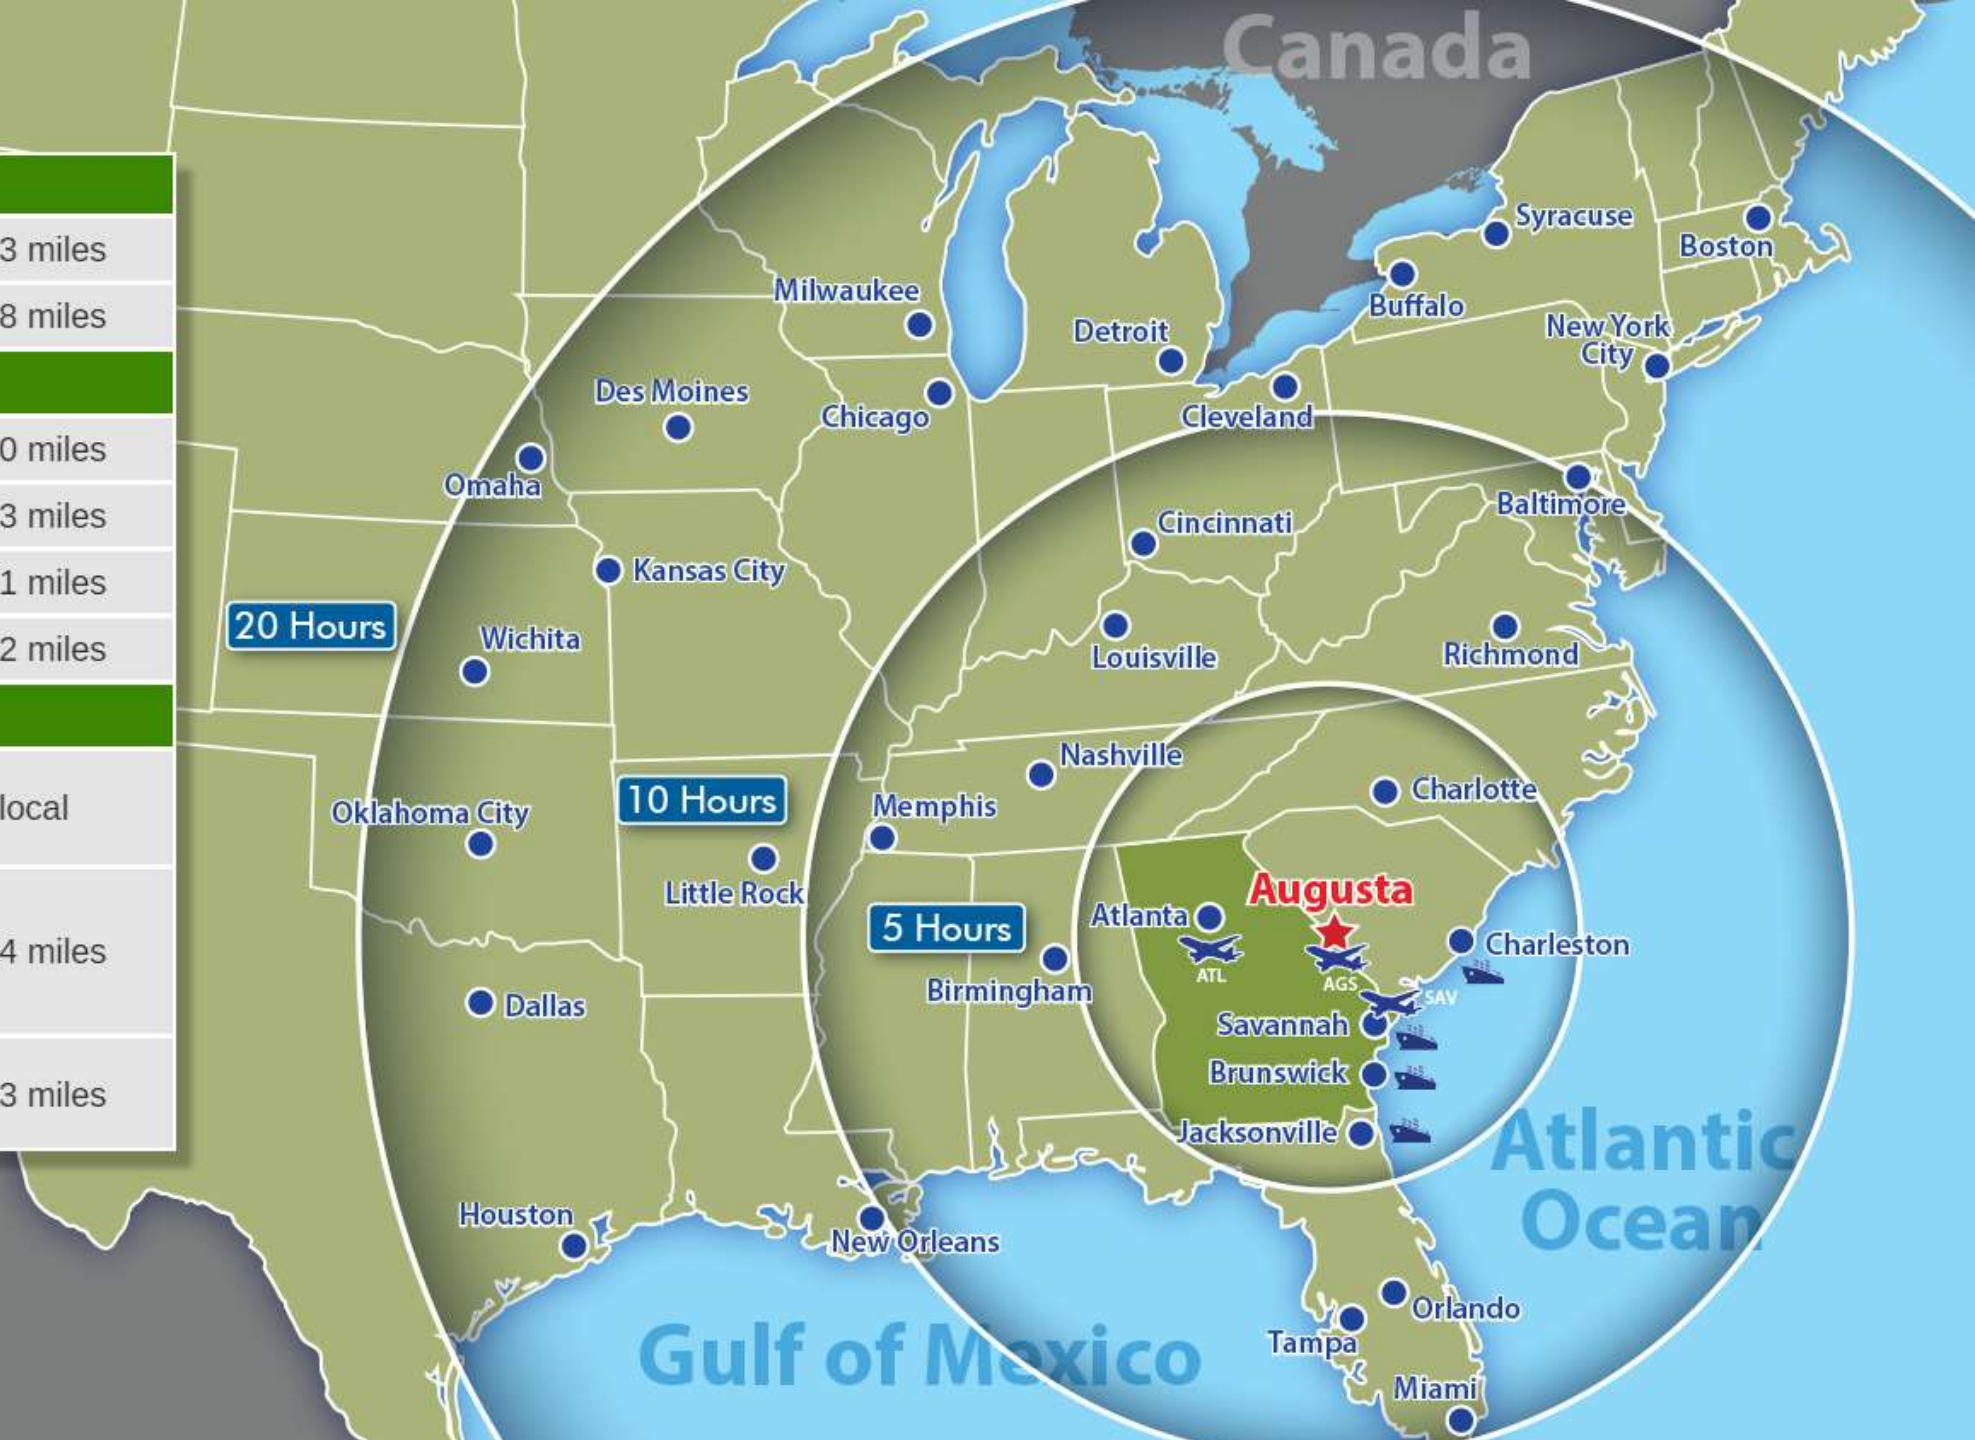 3 miles
8 miles
0 miles
3 miles
1 miles
2 miles
local
4 miles
3 miles
Canada
Syracuse
Boston
Buffalo
Milwaukee
Detroit
New York
City
Des Moines
Chicago
Cleveland
Omaha
Baltimore
Cincinnati
Kansas City
20 Hours
Wichita
Louisville
Richmond
Nashville
10 Hours
Charlotte
Oklahoma City
Memphis
Little Rock
Augusta
Atlanta
5 Hours
Charleston
ATL
AGS
SAV
Birmingham
Dallas
Savannah
Brunswick
Jacksonville
Atlantic
Ocean
Houston
New Orleans
Orlando
Tampa
Gulf of Mexico
Miami